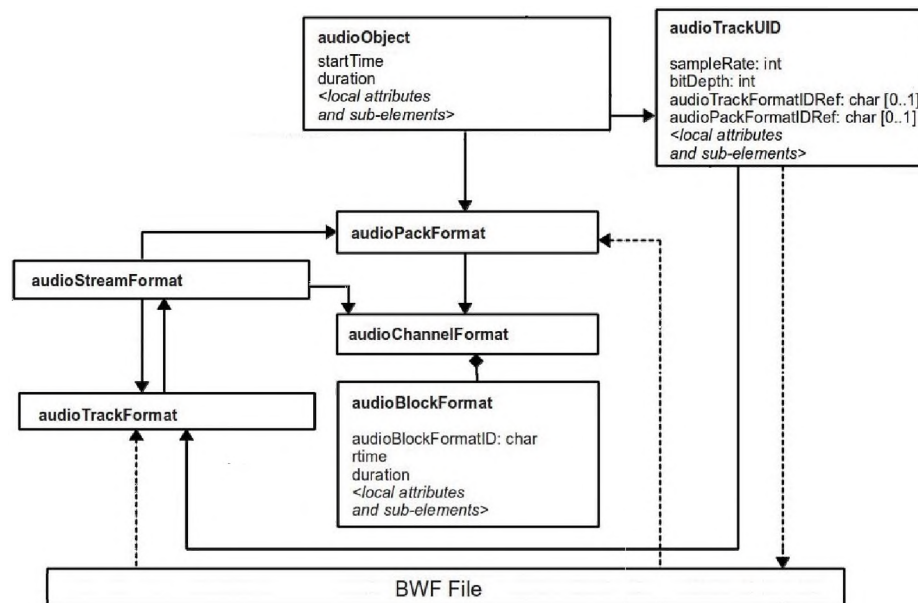 audioObject
startTime
duration
<local attributes
and sub-elements>
audioTrackUID
sampleRate: int
bitDepth: int
audioTrackFormatIDRef: char [0..1]
audioPackFormatIDRef: char [0..1]
<local attributes
and sub-elements>
audioPackFormat
audioStreamFormat
audioChannelFormat
audioTrackFormat
audioBlockFormat
audioBlockFormatID: char
rtime
duration
<local attributes
and sub-elements>
BWF File